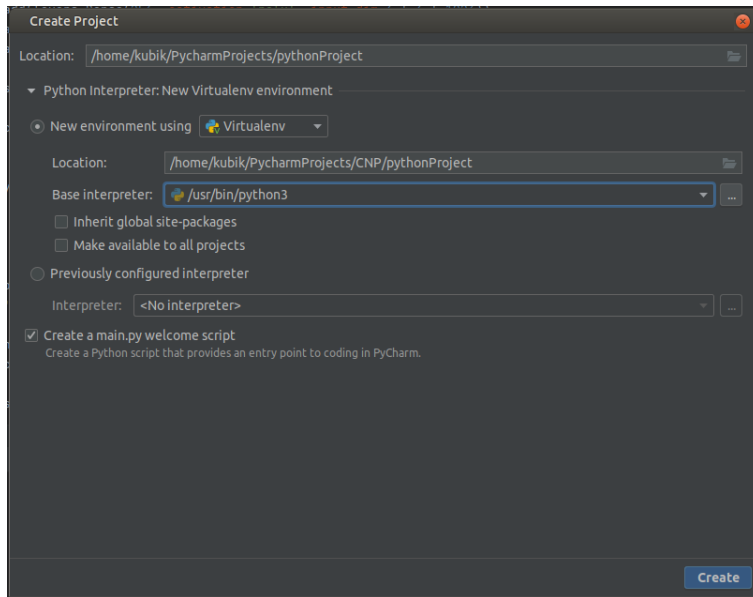 Create Project
Location: /home/kubik/PycharmProjects/pythonProject
Python Interpreter: New Virtualenv environment
New environment using Virtualenv
Location: /home/kubik/PycharmProjects/CNP/pythonProject
Base interpreter: /usr/bin/python3 ...
Inherit global site-packages
Make available to all projects
Previously configured interpreter
Interpreter: <No interpreter> ...
Create a main.py welcome script
Create a Python script that provides an entry point to coding in PyCharm.
Create